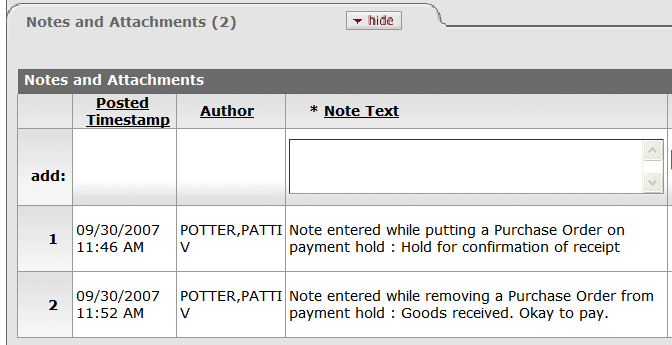 Notes and Attachments (2)
hide
Notes and Attachments
Posted
Timestamp
Author
* Note Text
add:
1
09/30/2007
11:46 AM
POTTER,PATTI
V
Note entered while putting a Purchase Order on
payment hold : Hold for confirmation of receipt
2
09/30/2007
11:52 AM
POTTER,PATTI
V
Note entered while removing a Purchase Order from
payment hold : Goods received. Okay to pay.